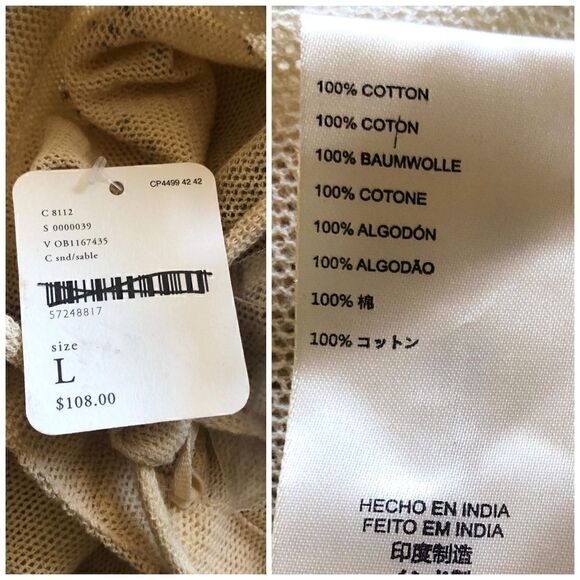 CP4499 42 42
C 8112
S 0000039
V OB1167435
C snd/sable
57248817
size
L
$108.00
100% COTTON
100% COTON
100% BAUMWOLLE
100% COTONE
100% ALGODÓN
100% ALGODÃO
100% 棉
100% コットン
HECHO EN INDIA
FEITO EM INDIA
印度制造